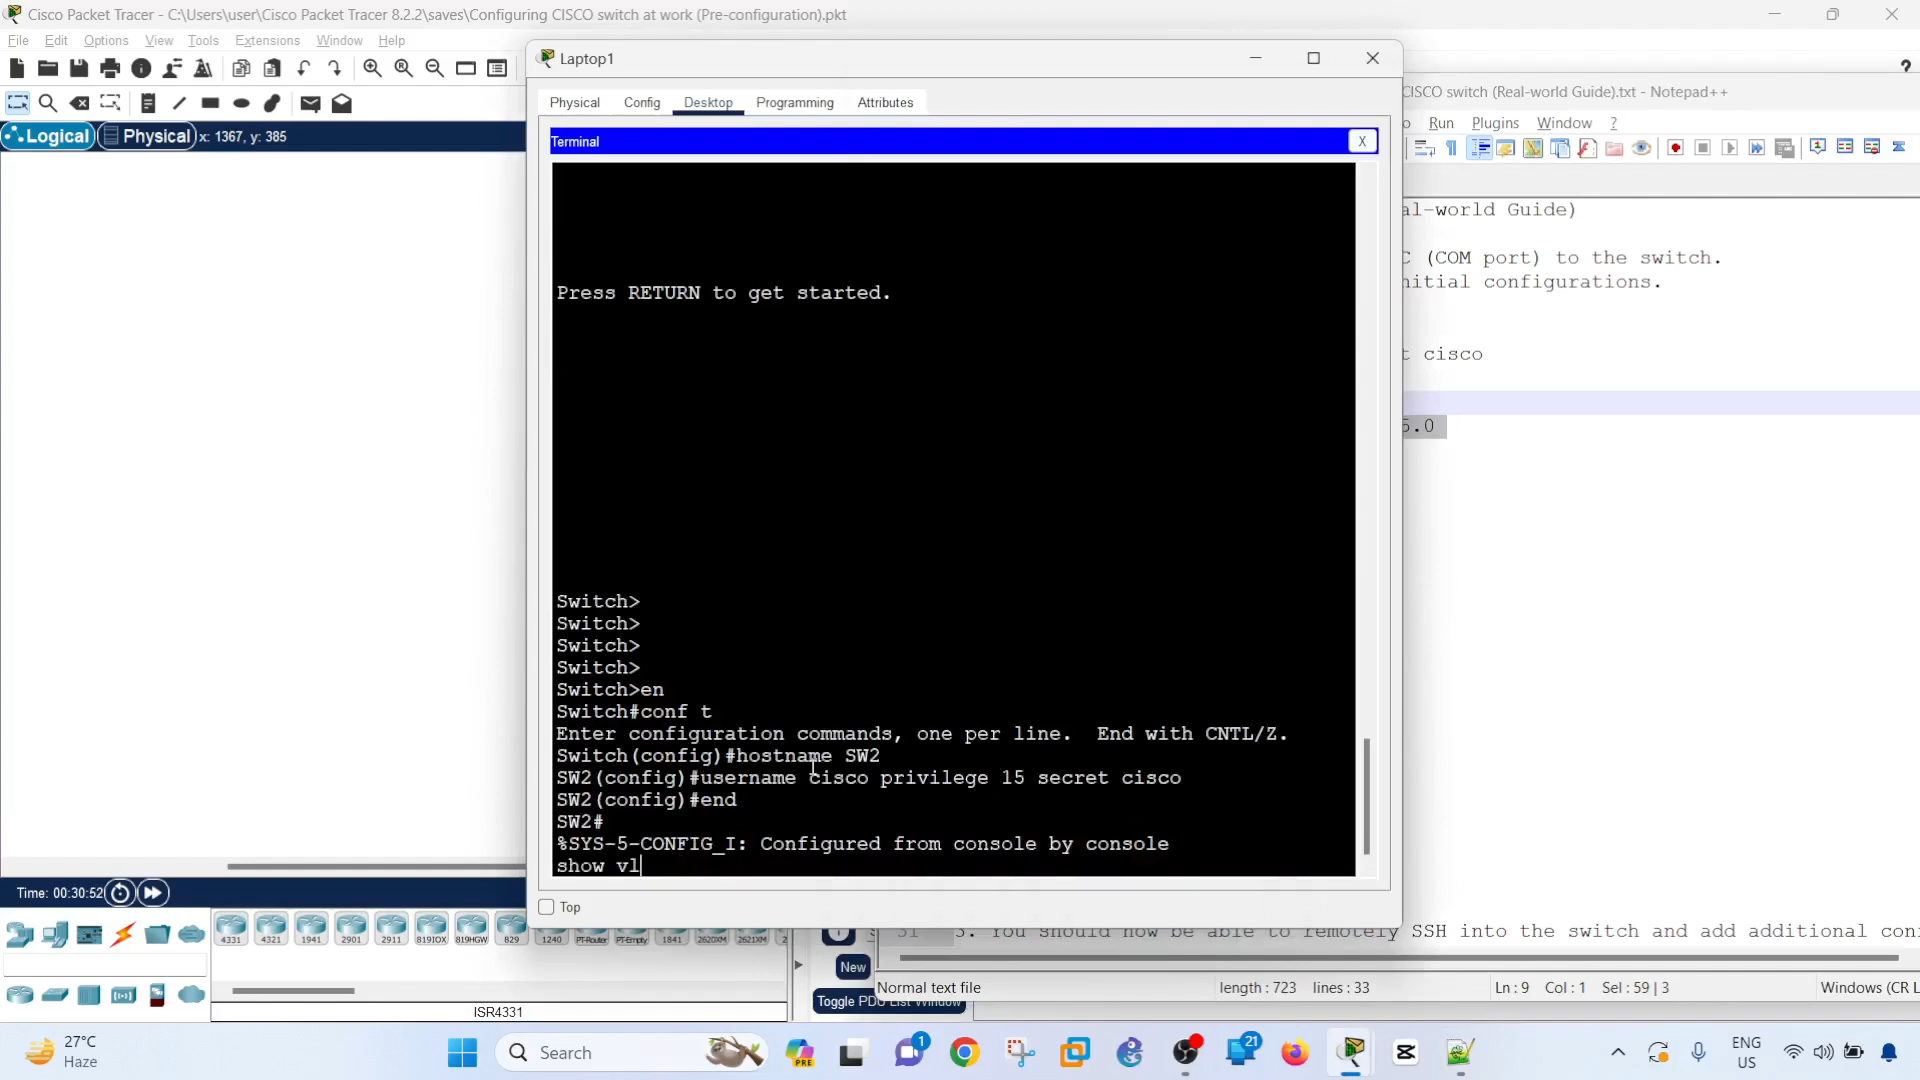 Cisco Packet Tracer - C:\Users\user\Cisco Packet Tracer 8.2.2\saves\Configuring CISCO switch at work (Pre-configuration).pkt
File Edit Options View Tools Extensions Window Help
Logical Physical x: 1367, y: 385
Laptop1
Physical Config Desktop Programming Attributes
Terminal X
Press RETURN to get started.
Switch>
Switch>
Switch>
Switch>
Switch>en
Switch#conf t
Enter configuration commands, one per line. End with CNTL/Z.
Switch(config)#hostname SW2
SW2(config)#username cisco privilege 15 secret cisco
SW2(config)#end
SW2#
%SYS-5-CONFIG_I: Configured from console by console
show vl
Top
CISCO switch (Real-world Guide).txt - Notepad++
Run Plugins Window ?
al-world Guide)
C (COM port) to the switch.
nitial configurations.
t cisco
5.0
31 5. You should now be able to remotely SSH into the switch and add additional con
Normal text file length : 723 lines : 33 Ln : 9 Col : 1 Sel : 59 | 3 Windows (CR L
Time: 00:30:52
4331 4321 1941 2901 2911 819IOX 819HGW 829 1240 PT-Router PT-Empty 1841 2620XM 2621XM 2
New
Toggle PDU List Window
ISR4331
27°C
Haze
Search
PRE
1
21
ENG
US